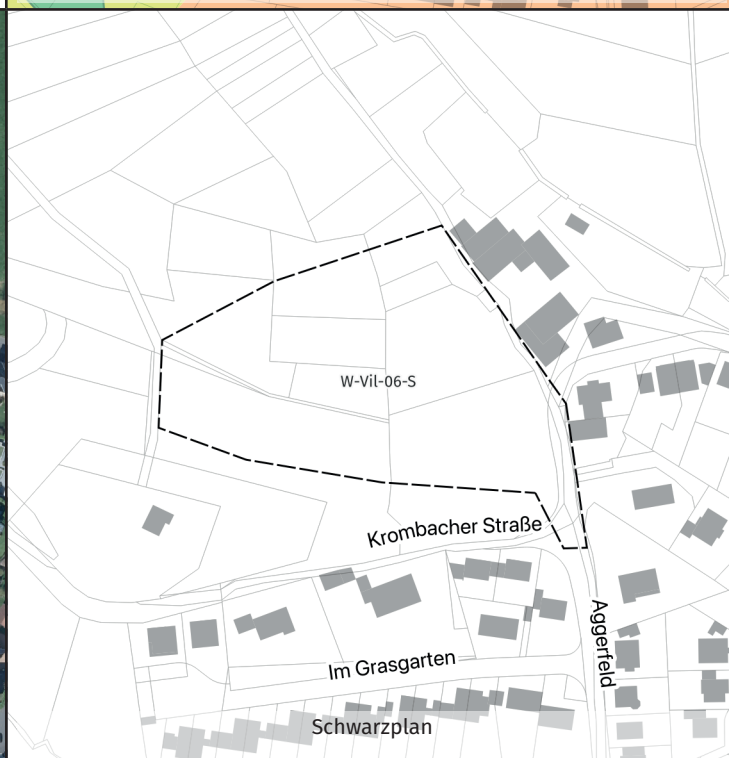 W-Vil-06-S
Krombacher Straße
Aggerfeld
Im Grasgarten
Schwarzplan